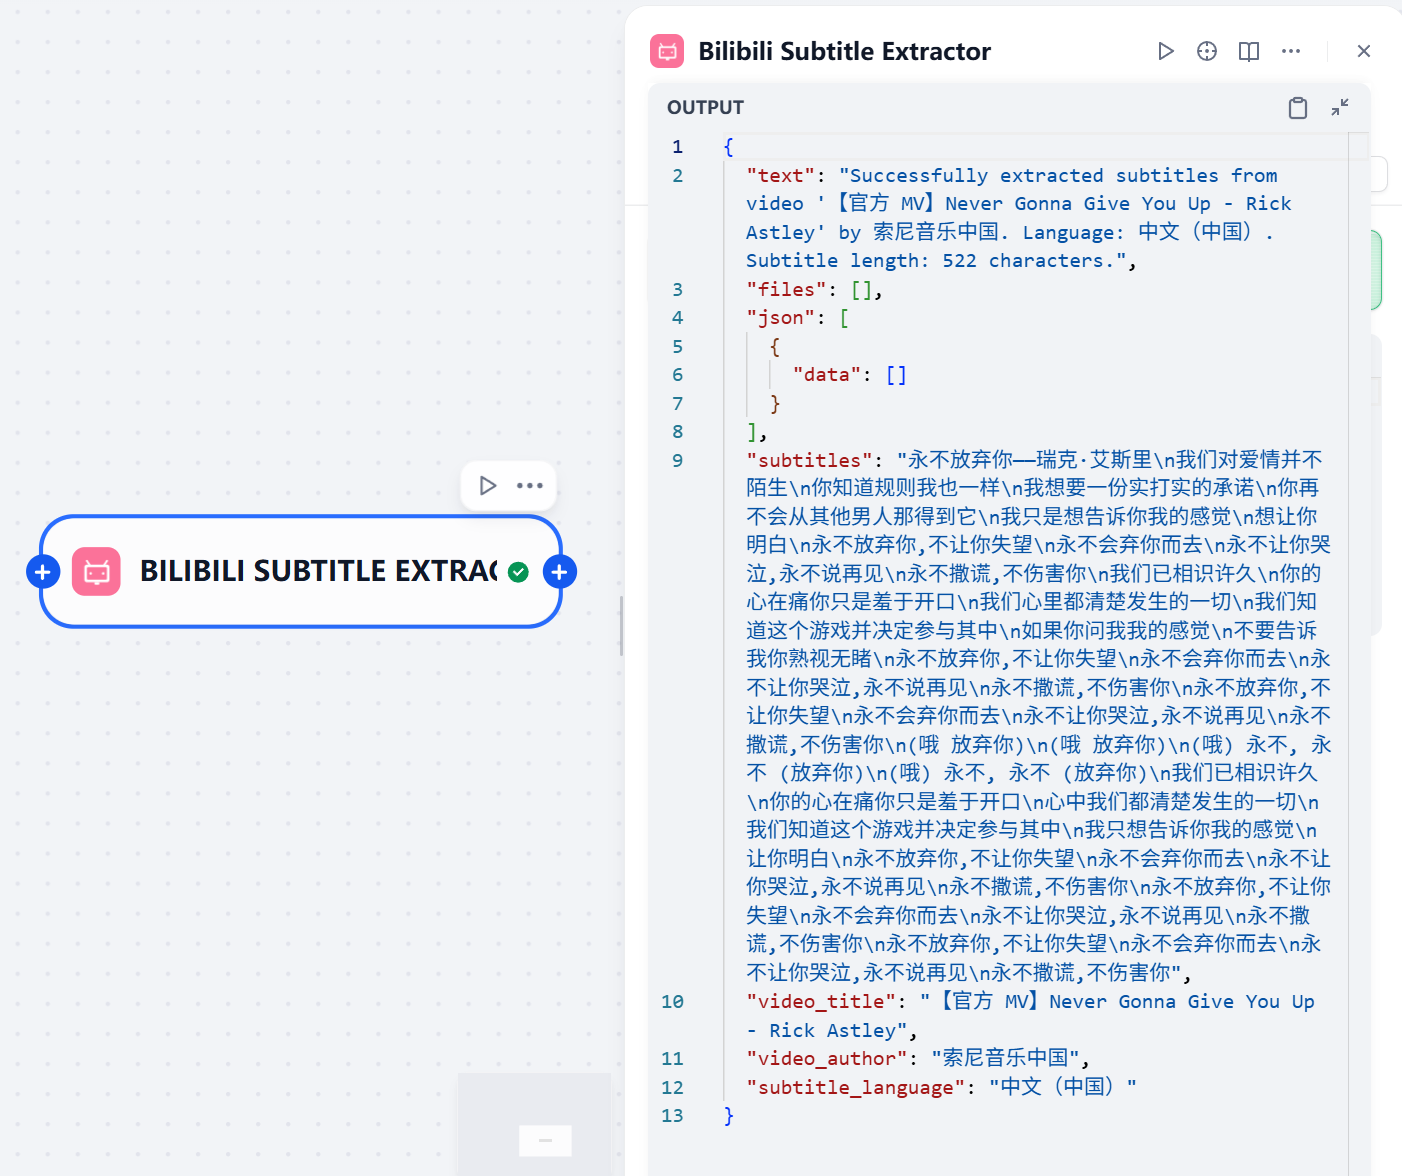 Bilibili Subtitle Extractor
OUTPUT
1 {
2 "text": "Successfully extracted subtitles from
video '【官方 MV】Never Gonna Give You Up - Rick
Astley' by 索尼音乐中国. Language: 中文（中国）.
Subtitle length: 522 characters.",
3 "files": [],
4 "json": [
5 {
6 "data": []
7 }
8 ],
9 "subtitles": "永不放弃你——瑞克·艾斯里\n我们对爱情并不
陌生\n你知道规则我也一样\n我想要一份实打实的承诺\n你再
不会从其他男人那得到它\n我只是想告诉你我的感觉\n想让你
明白\n永不放弃你,不让你失望\n永不会弃你而去\n永不让你哭
泣,永不说再见\n永不撒谎,不伤害你\n我们已相识许久\n你的
心在痛你只是羞于开口\n我们心里都清楚发生的一切\n我们知
道这个游戏并决定参与其中\n如果你问我我的感觉\n不要告诉
我你熟视无睹\n永不放弃你,不让你失望\n永不会弃你而去\n永
不让你哭泣,永不说再见\n永不撒谎,不伤害你\n永不放弃你,不
让你失望\n永不会弃你而去\n永不让你哭泣,永不说再见\n永不
撒谎,不伤害你\n(哦 放弃你)\n(哦 放弃你)\n(哦) 永不, 永
不 (放弃你)\n(哦) 永不, 永不 (放弃你)\n我们已相识许久
\n你的心在痛你只是羞于开口\n心中我们都清楚发生的一切\n
我们知道这个游戏并决定参与其中\n我只想告诉你我的感觉\n
让你明白\n永不放弃你,不让你失望\n永不会弃你而去\n永不让
你哭泣,永不说再见\n永不撒谎,不伤害你\n永不放弃你,不让你
失望\n永不会弃你而去\n永不让你哭泣,永不说再见\n永不撒
谎,不伤害你\n永不放弃你,不让你失望\n永不会弃你而去\n永
不让你哭泣,永不说再见\n永不撒谎,不伤害你",
10 "video_title": "【官方 MV】Never Gonna Give You Up
- Rick Astley",
11 "video_author": "索尼音乐中国",
12 "subtitle_language": "中文（中国）"
13 }
BILIBILI SUBTITLE EXTRAC